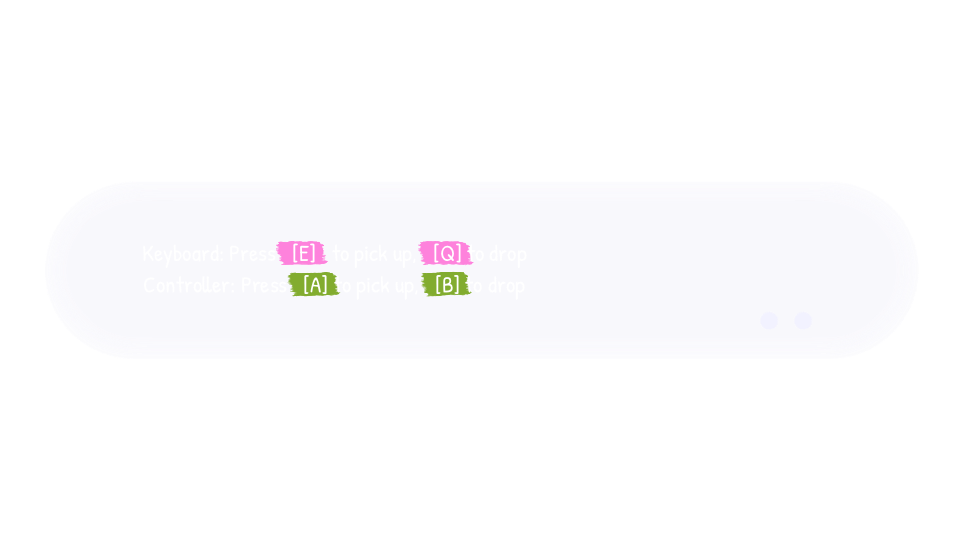 Keyboard: Press [E] to pick up, [Q] to drop
Controller: Press [A] to pick up, [B] to drop